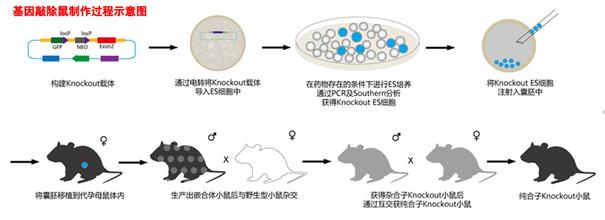 基因敲除鼠制作过程示意图
loxP loxP
GFP NBO Exon2
构建Knockout载体
通过电转将Knockout载体
导入ES细胞中
在药物存在的条件下进行ES培养
通过PCR及Southern分析
获得Knockout ES细胞
将Knockout ES细胞
注射入囊胚中
♀
将囊胚移植到代孕母鼠体内
♂ X ♀
生产出嵌合体小鼠后与野生型小鼠杂交
♂ X ♀
获得杂合子Knockout小鼠后
通过互交获纯合子Knockout小鼠
纯合子Knockout小鼠